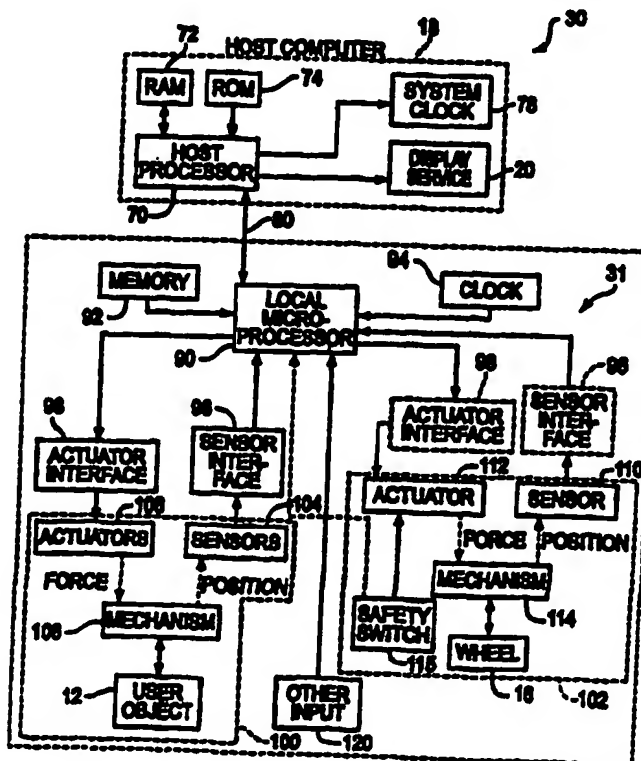 30
72
HOST COMPUTER
18
74
RAM
ROM
SYSTEM
CLOCK
78
HOST
PROCESSOR
DISPLAY
SERVICE
20
70
80
94
31
MEMORY
CLOCK
92
LOCAL
MICRO-
PROCESSOR
90
98
96
98
96
ACTUATOR
INTERFACE
SENSOR
INTER-
FACE
ACTUATOR
INTERFACE
SENSOR
INTER-
FACE
106
104
112
110
ACTUATORS
SENSORS
ACTUATOR
SENSOR
FORCE
POSITION
FORCE
POSITION
MECHANISM
108
MECHANISM
114
SAFETY
SWITCH
115
WHEEL
16
12
USER
OBJECT
OTHER
INPUT
100
120
102